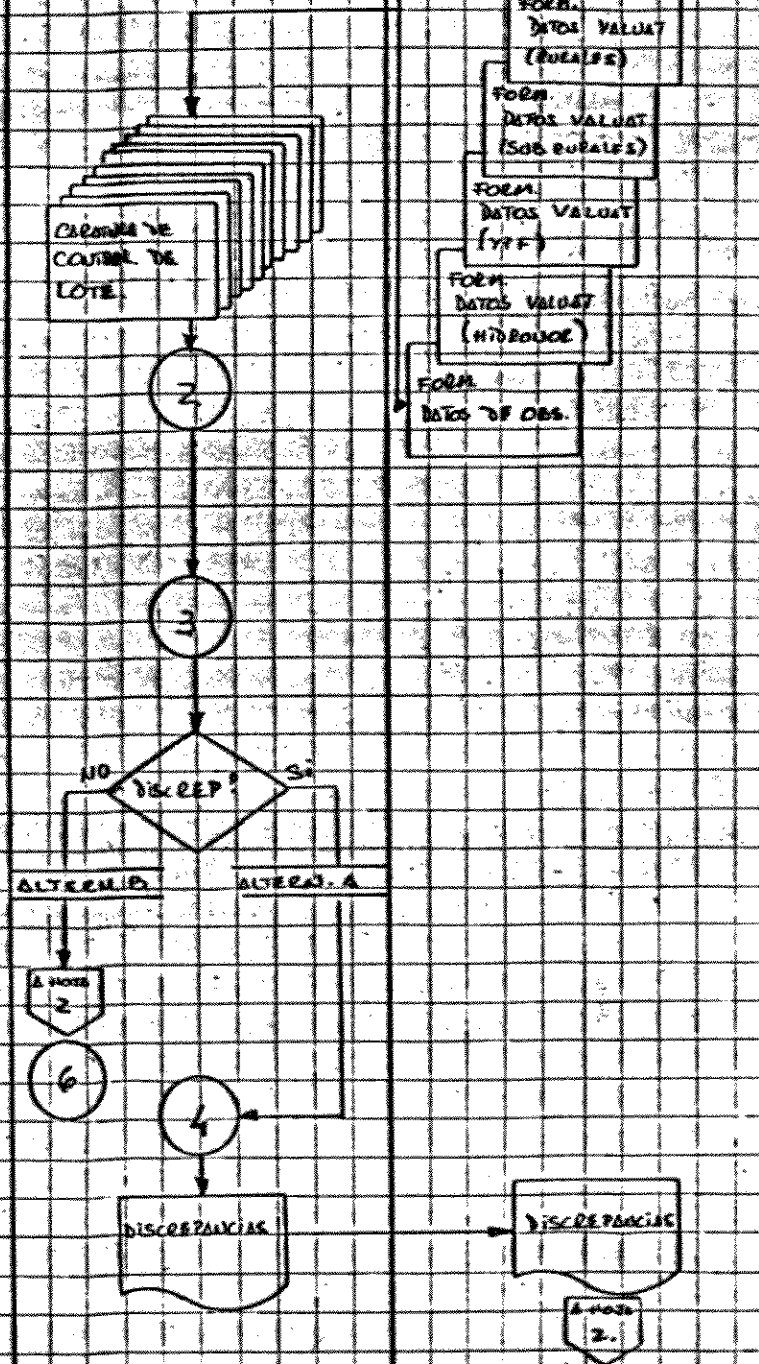 FORM.
DATOS VALUAT
(RURALES)
FORM.
DATOS VALUAT.
(SUB RURALES)
FORM.
DATOS VALUAT
(YPF)
FORM.
DATOS VALUAT
(HIDRONOR)
FORM.
DATOS DE OBS.
CARATULA DE
CONTROL DE
LOTE.
2
3
DISCREP?
NO
SI
ALTERN. B
ALTERN. A
A HOJA
2
6
4
DISCREPANCIAS
DISCREPANCIAS
A HOJA
2.